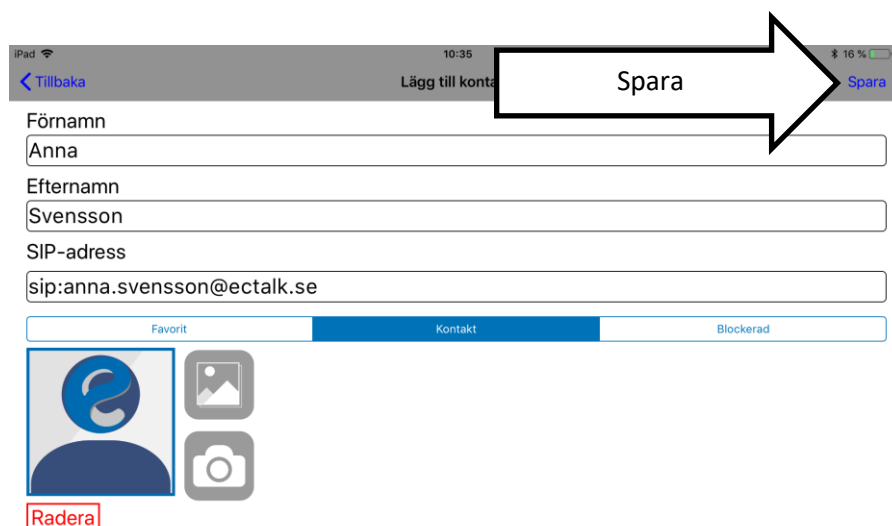 iPad 10:35 16 %
Tillbaka Lägg till konta Spara Spara
Förnamn
Anna
Efternamn
Svensson
SIP-adress
sip:anna.svensson@ectalk.se
Favorit Kontakt Blockerad
Radera